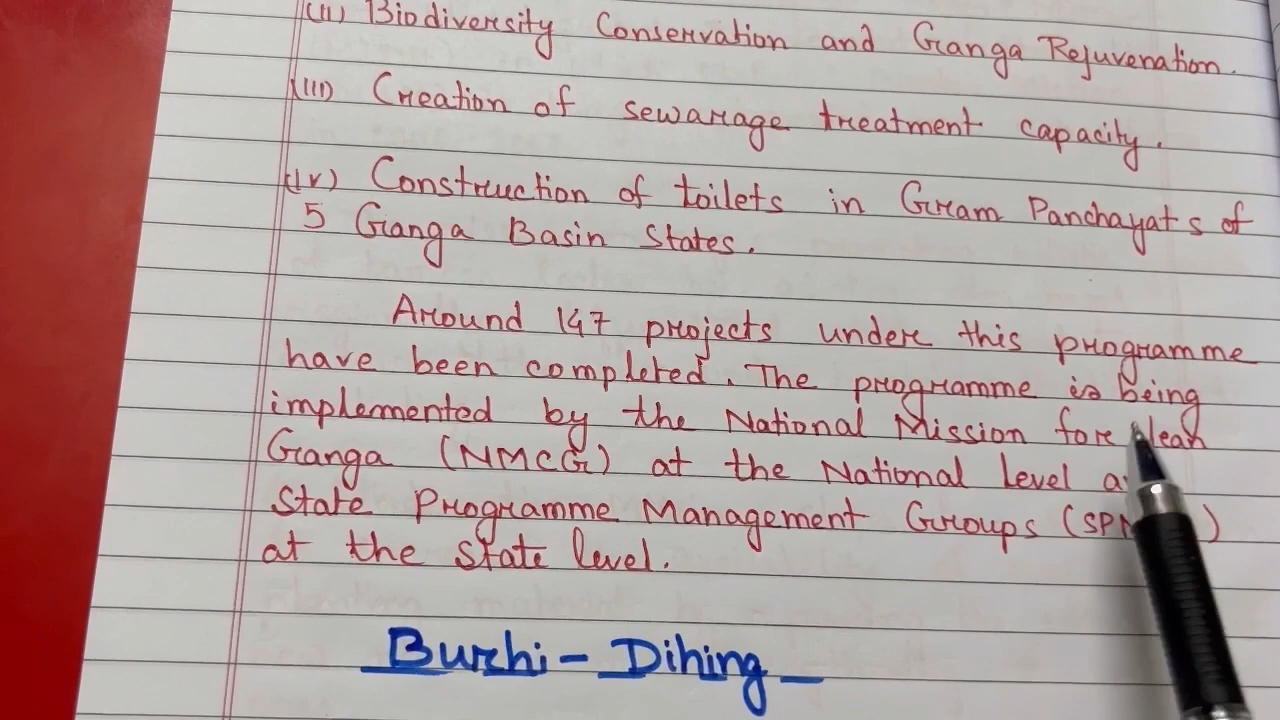 (ii) Biodiversity Conservation and Ganga Rejuvenation.
(iii) Creation of sewarage treatment capacity.
(iv) Construction of toilets in Gram Panchayats of
5 Ganga Basin States.
Around 147 projects under this programme
have been completed. The programme is being
implemented by the National Mission for lean
Ganga (NMCG) at the National level
State Programme Management Groups
at the state level.
Burhi - Dihing